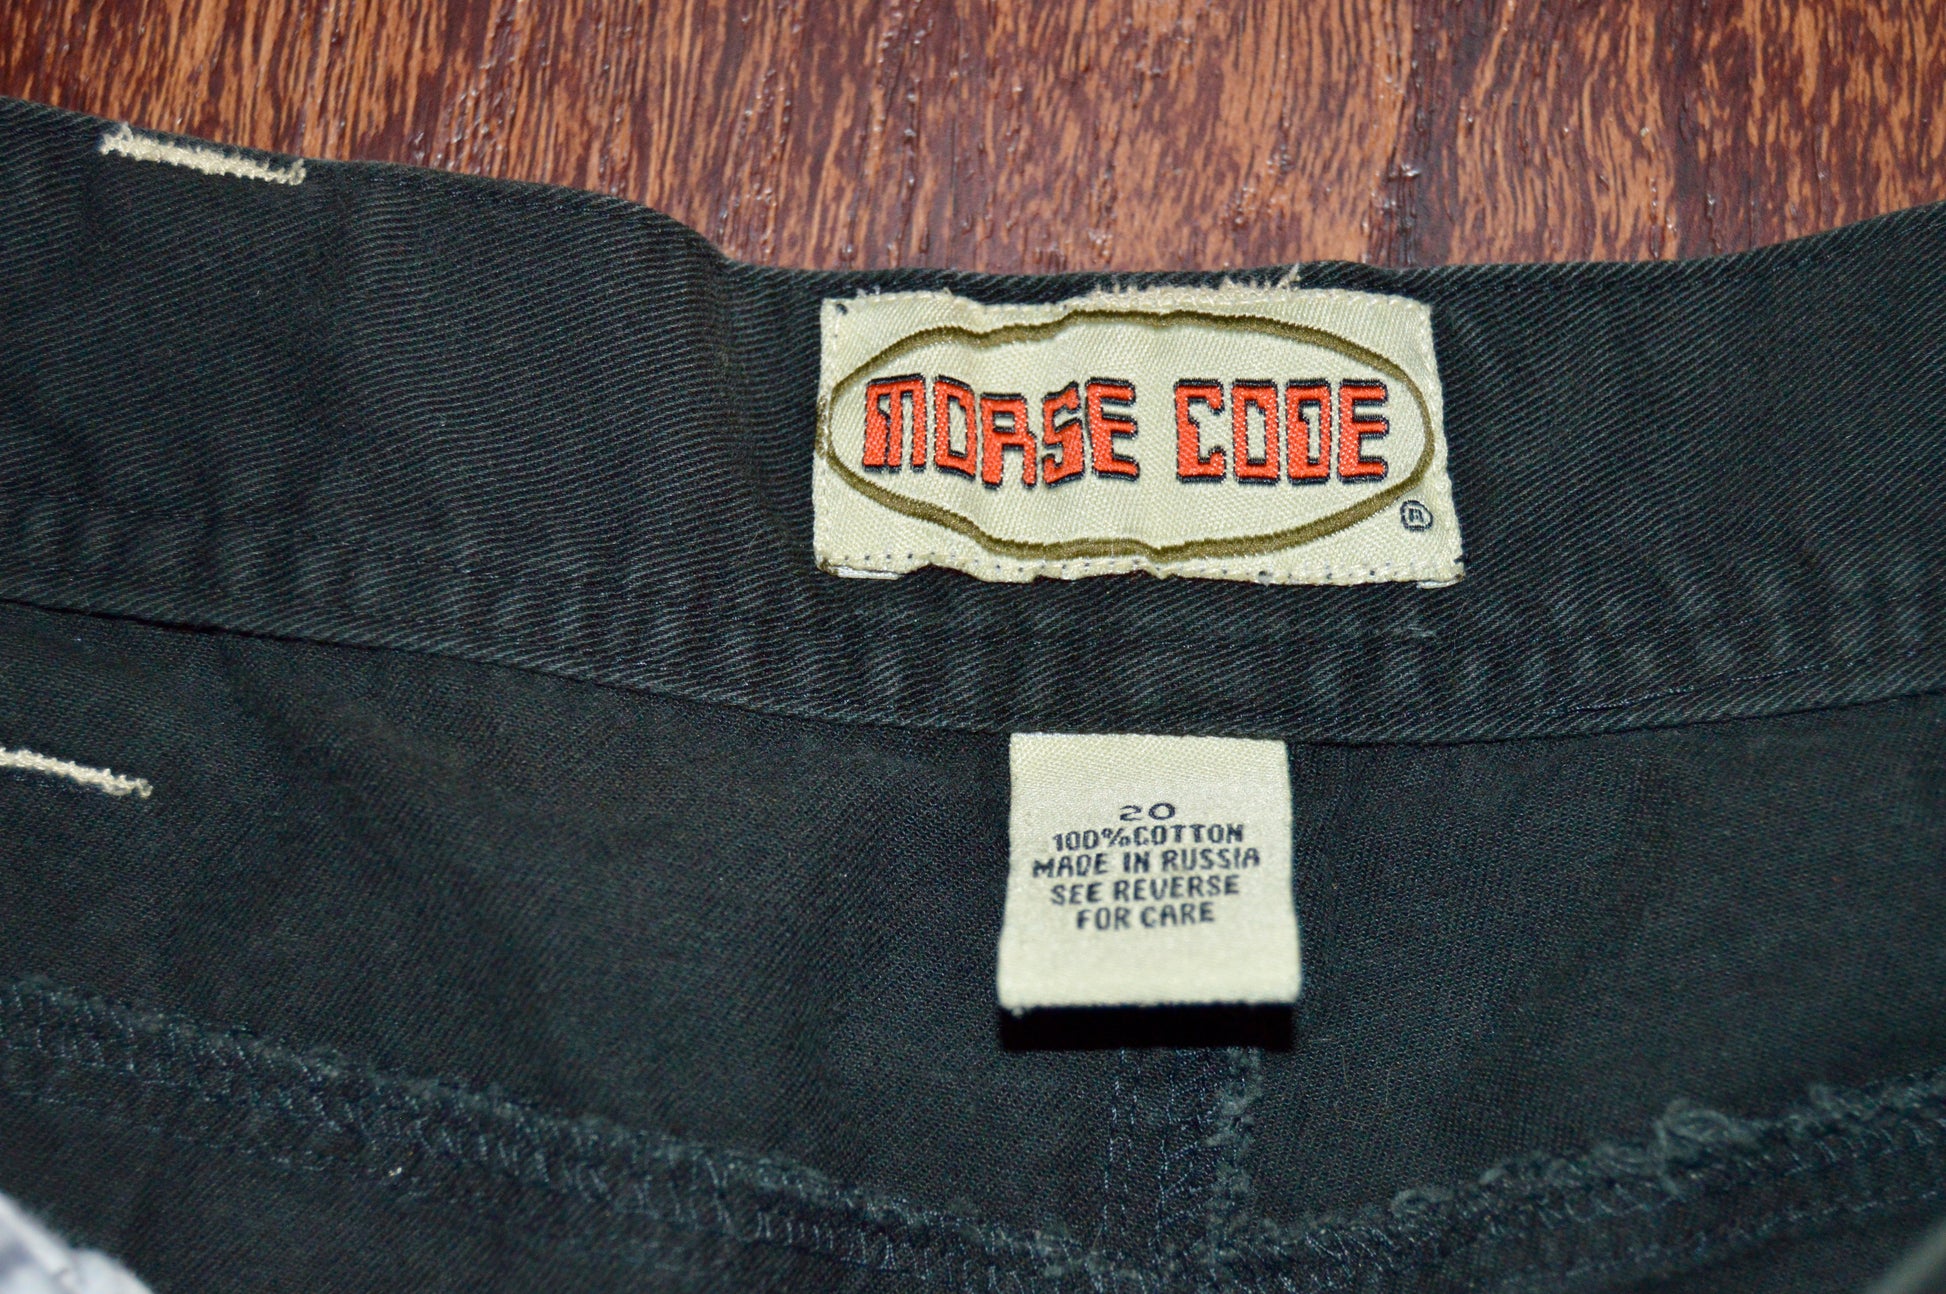 MORSE CODE
®
20
100%COTTON
MADE IN RUSSIA
SEE REVERSE
FOR CARE